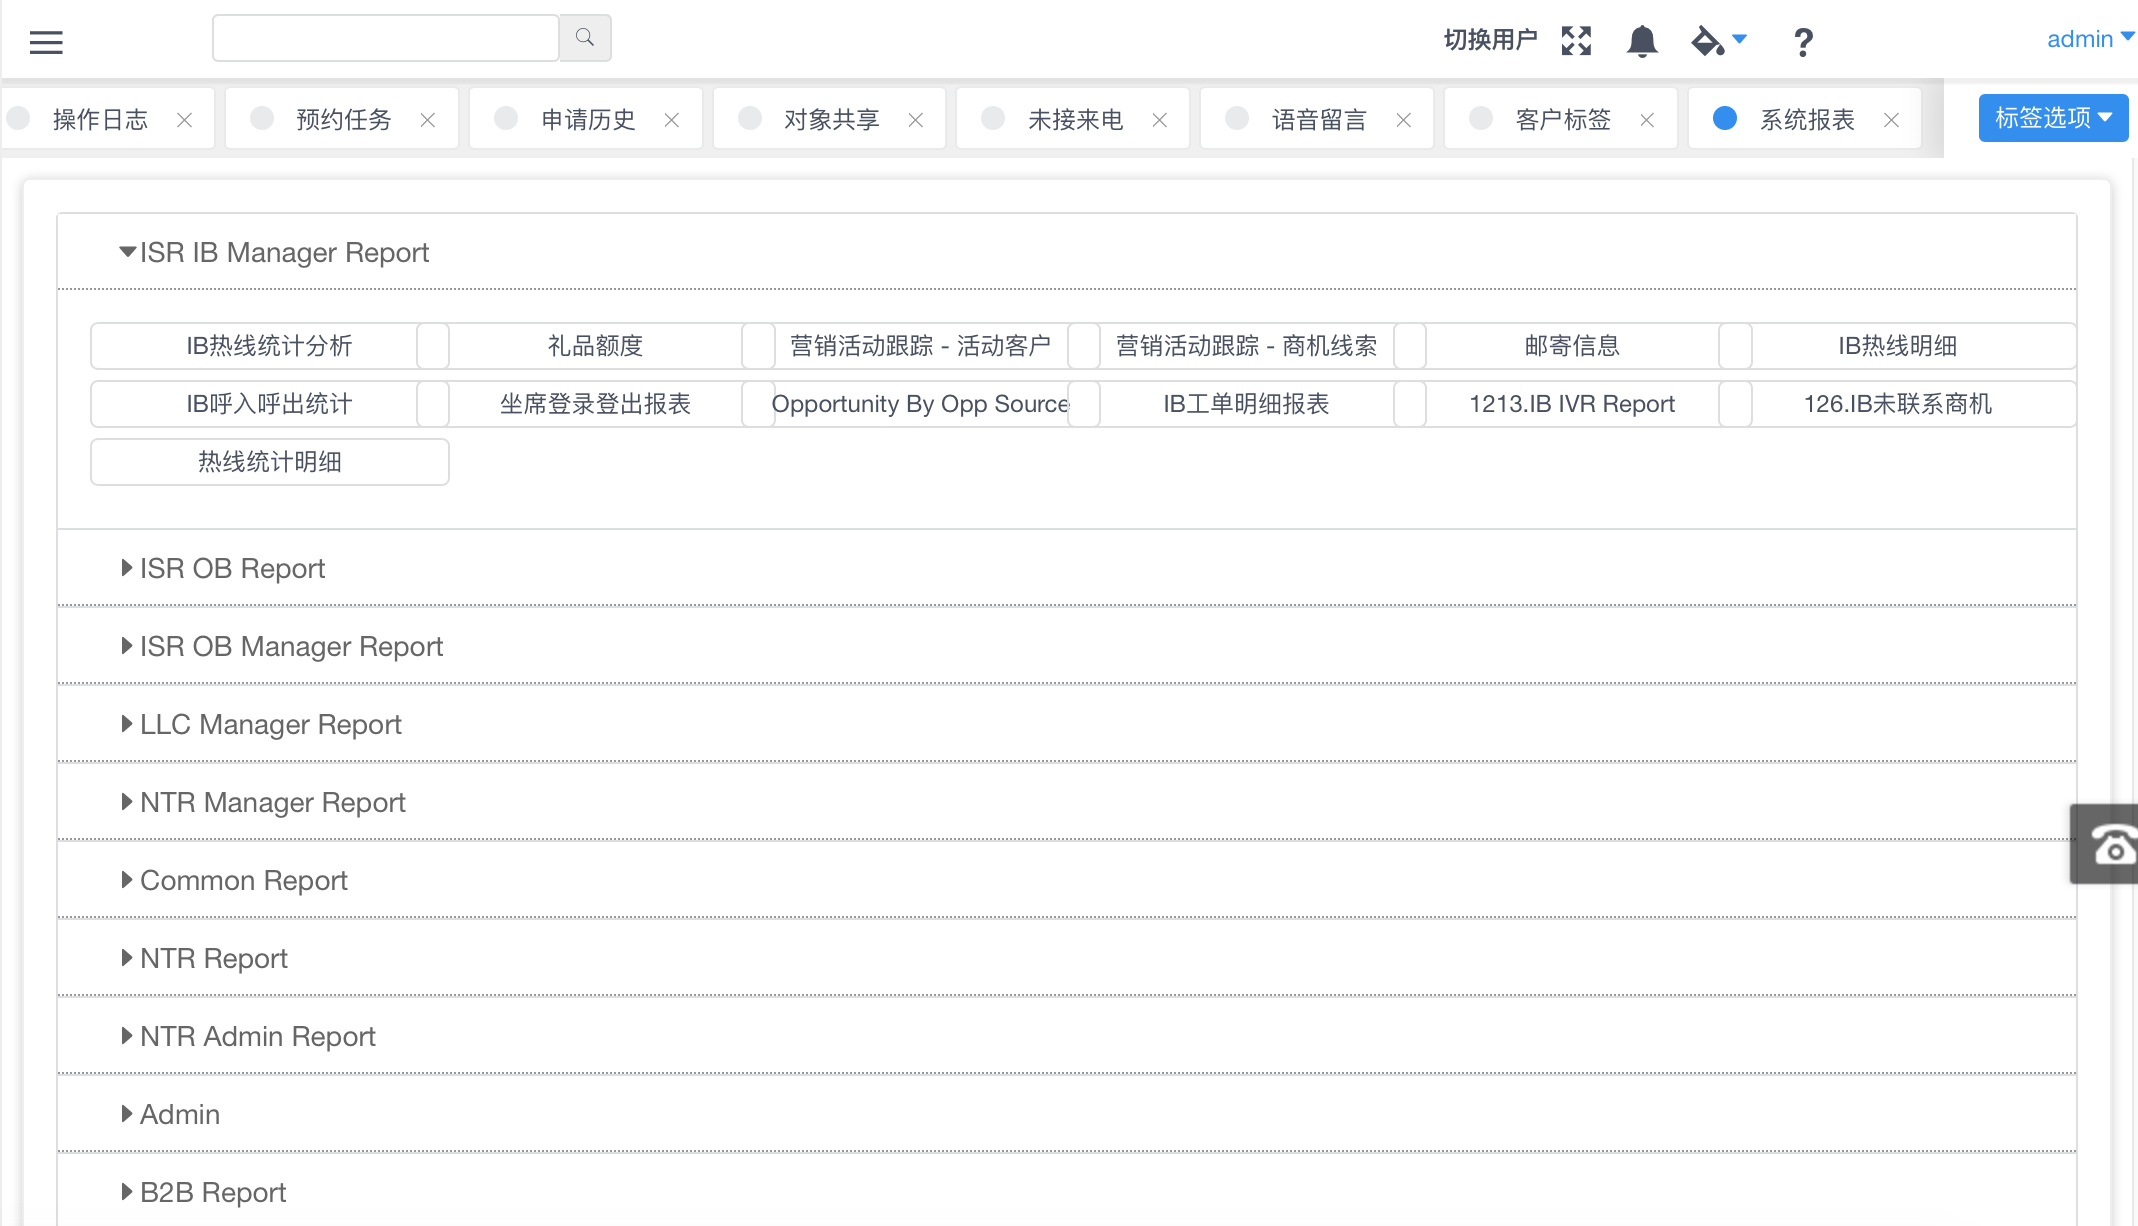 切换用户 ? admin
操作日志 预约任务 申请历史 对象共享 未接来电 语音留言 客户标签 系统报表 标签选项
ISR IB Manager Report
IB热线统计分析 礼品额度 营销活动跟踪 - 活动客户 营销活动跟踪 - 商机线索 邮寄信息 IB热线明细
IB呼入呼出统计 坐席登录登出报表 Opportunity By Opp Source IB工单明细报表 1213.IB IVR Report 126.IB未联系商机
热线统计明细
ISR OB Report
ISR OB Manager Report
LLC Manager Report
NTR Manager Report
Common Report
NTR Report
NTR Admin Report
Admin
B2B Report